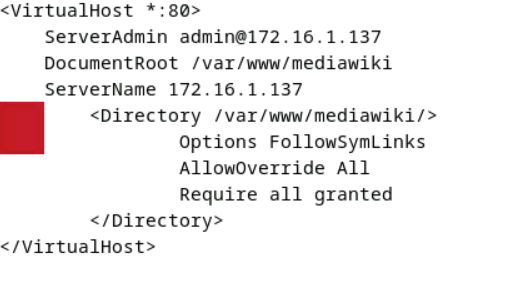 <VirtualHost *:80>
    ServerAdmin admin@172.16.1.137
    DocumentRoot /var/www/mediawiki
    ServerName 172.16.1.137
        <Directory /var/www/mediawiki/>
                Options FollowSymLinks
                AllowOverride All
                Require all granted
        </Directory>
</VirtualHost>